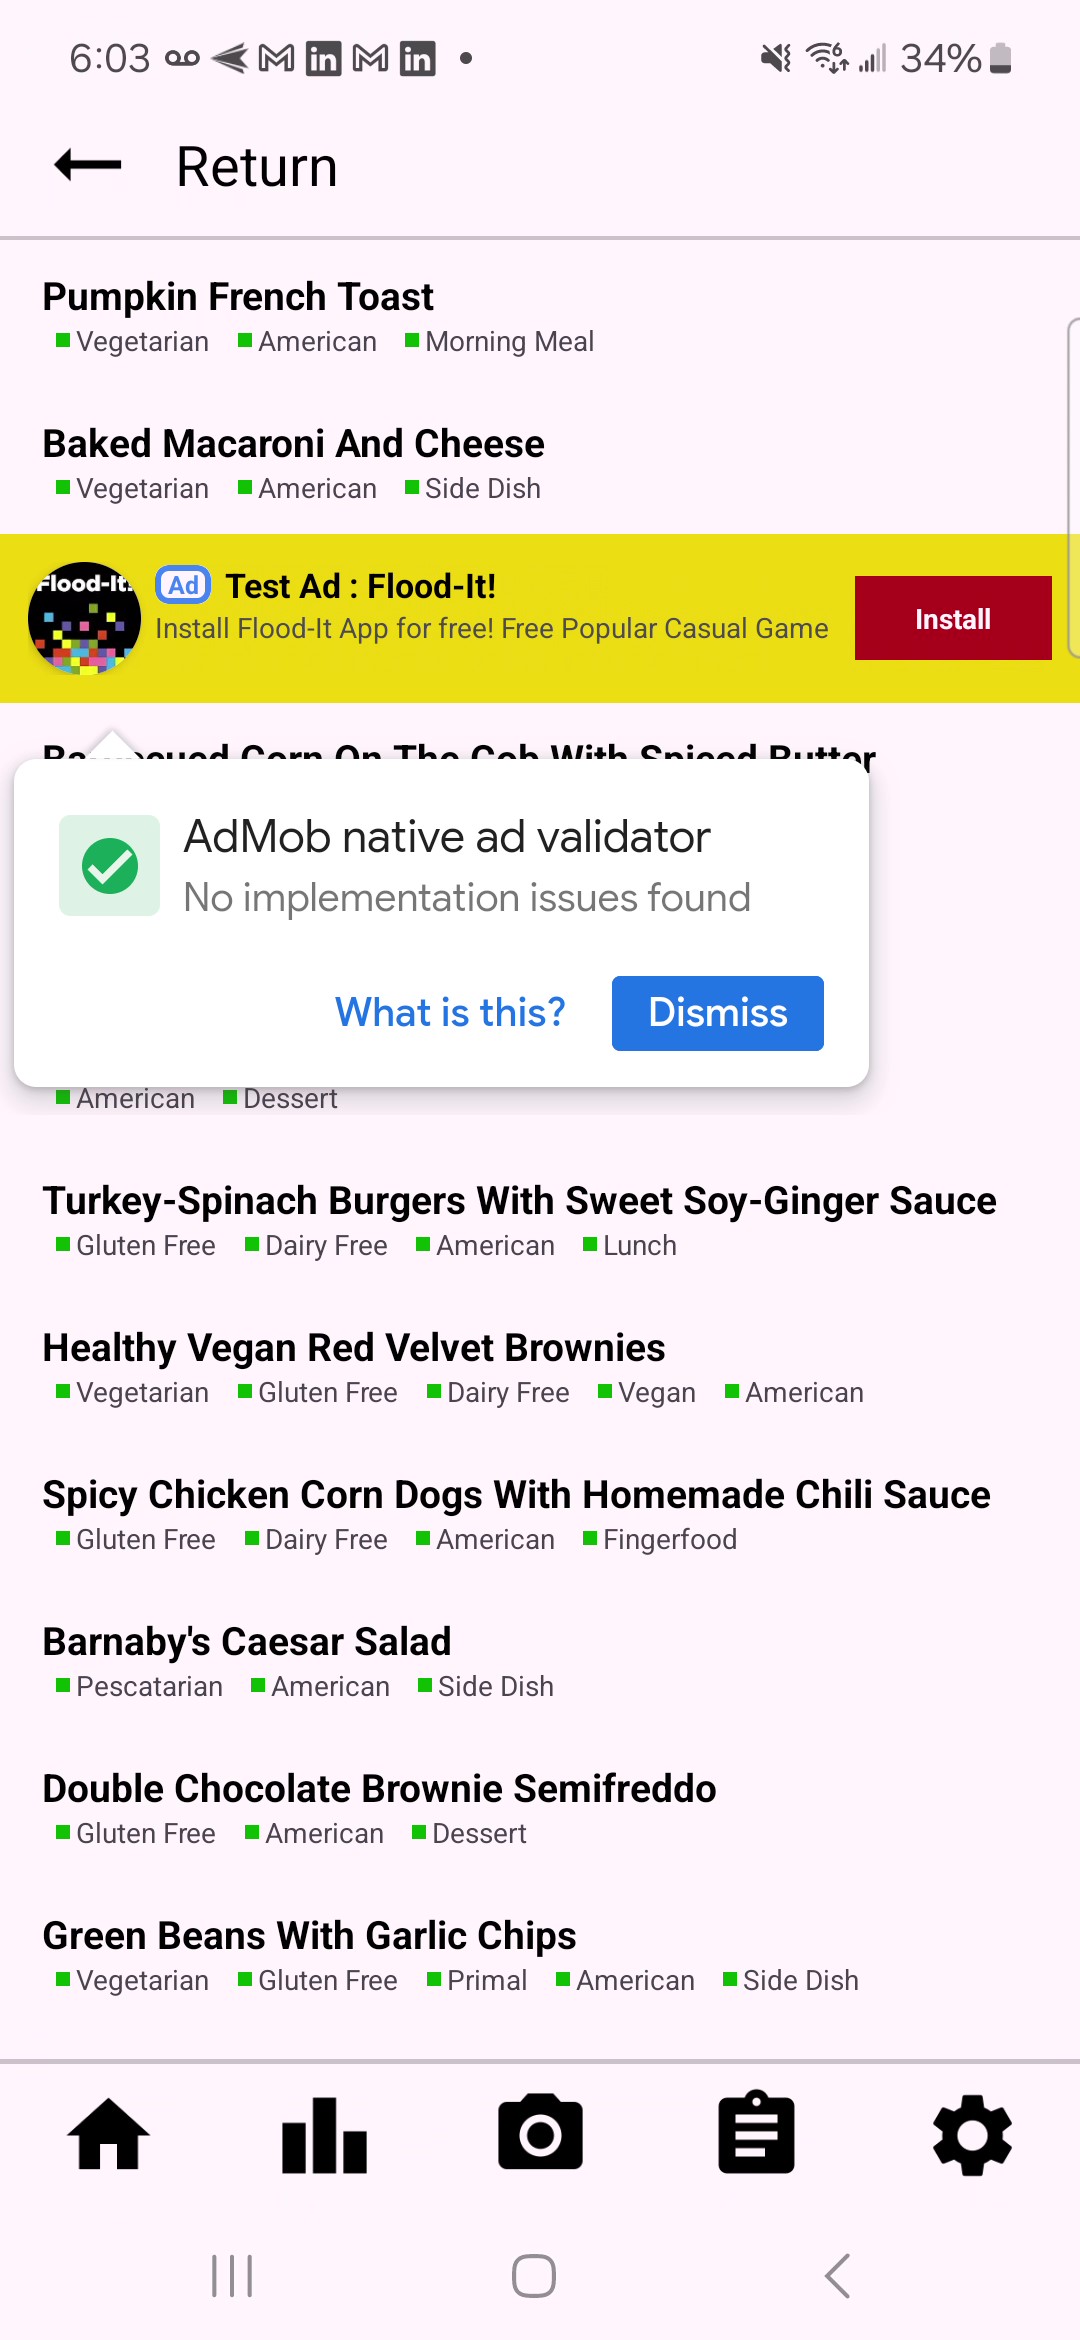 6:03
34%
Return
Pumpkin French Toast
Vegetarian American Morning Meal
Baked Macaroni And Cheese
Vegetarian American Side Dish
Flood-It!
Ad Test Ad : Flood-It!
Install Flood-It App for free! Free Popular Casual Game
Install
Corn On The Cob With Spiced Butter
AdMob native ad validator
No implementation issues found
What is this? Dismiss
American Dessert
Turkey-Spinach Burgers With Sweet Soy-Ginger Sauce
Gluten Free Dairy Free American Lunch
Healthy Vegan Red Velvet Brownies
Vegetarian Gluten Free Dairy Free Vegan American
Spicy Chicken Corn Dogs With Homemade Chili Sauce
Gluten Free Dairy Free American Fingerfood
Barnaby's Caesar Salad
Pescatarian American Side Dish
Double Chocolate Brownie Semifreddo
Gluten Free American Dessert
Green Beans With Garlic Chips
Vegetarian Gluten Free Primal American Side Dish